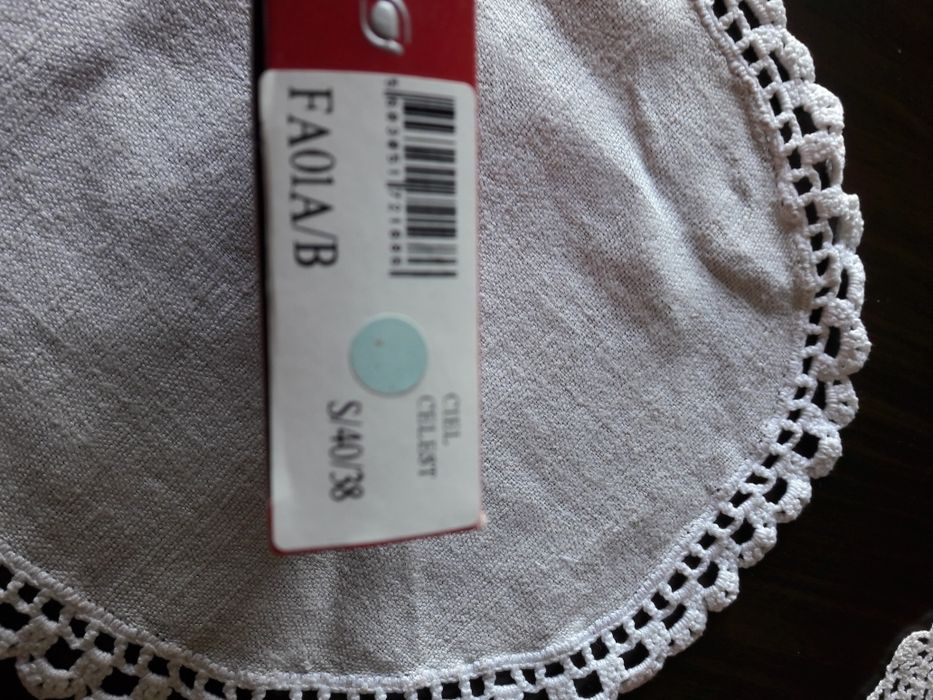 FA01A/B
CIEL
CELEST
S/40/38